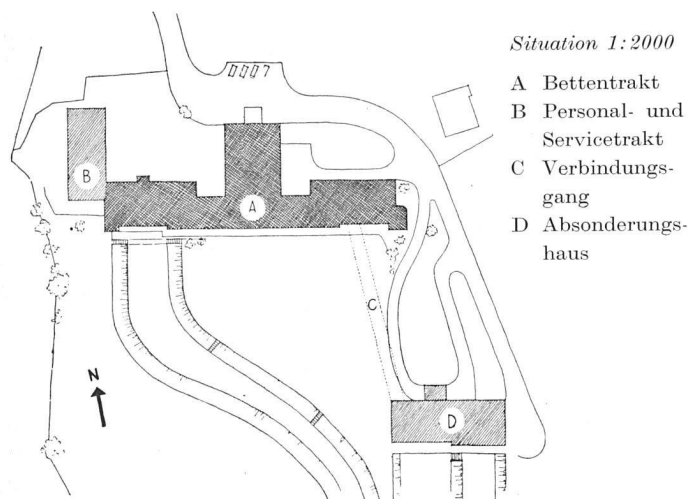 Situation 1:2000
A Bettentrakt
B Personal- und
Servicetrakt
C Verbindungs-
gang
D Absonderungs-
haus
B
A
C
N
D